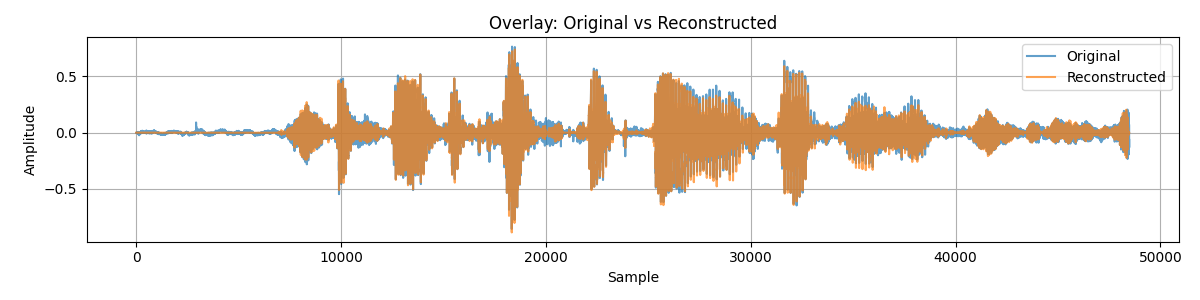 Overlay: Original vs Reconstructed
Original
Reconstructed
Amplitude
0.5
0.0
−0.5
0
10000
20000
30000
40000
50000
Sample